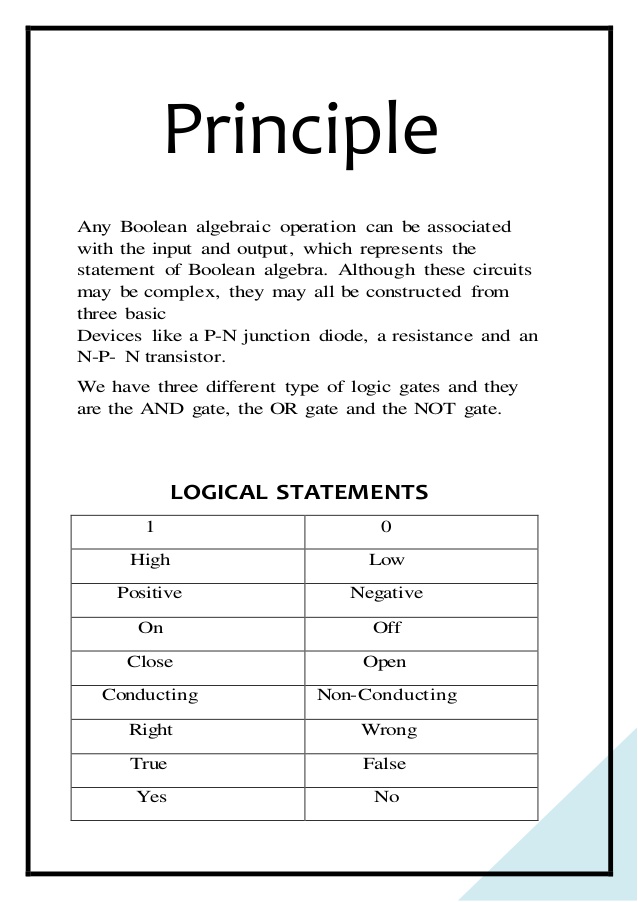 Principle
Any Boolean algebraic operation can be associated
with the input and output, which represents the
statement of Boolean algebra. Although these circuits
may be complex, they may all be constructed from
three basic
Devices like a P-N junction diode, a resistance and an
N-P- N transistor.
We have three different type of logic gates and they
are the AND gate, the OR gate and the NOT gate.
LOGICAL STATEMENTS
1 0
High Low
Positive Negative
On Off
Close Open
Conducting Non-Conducting
Right Wrong
True False
Yes No